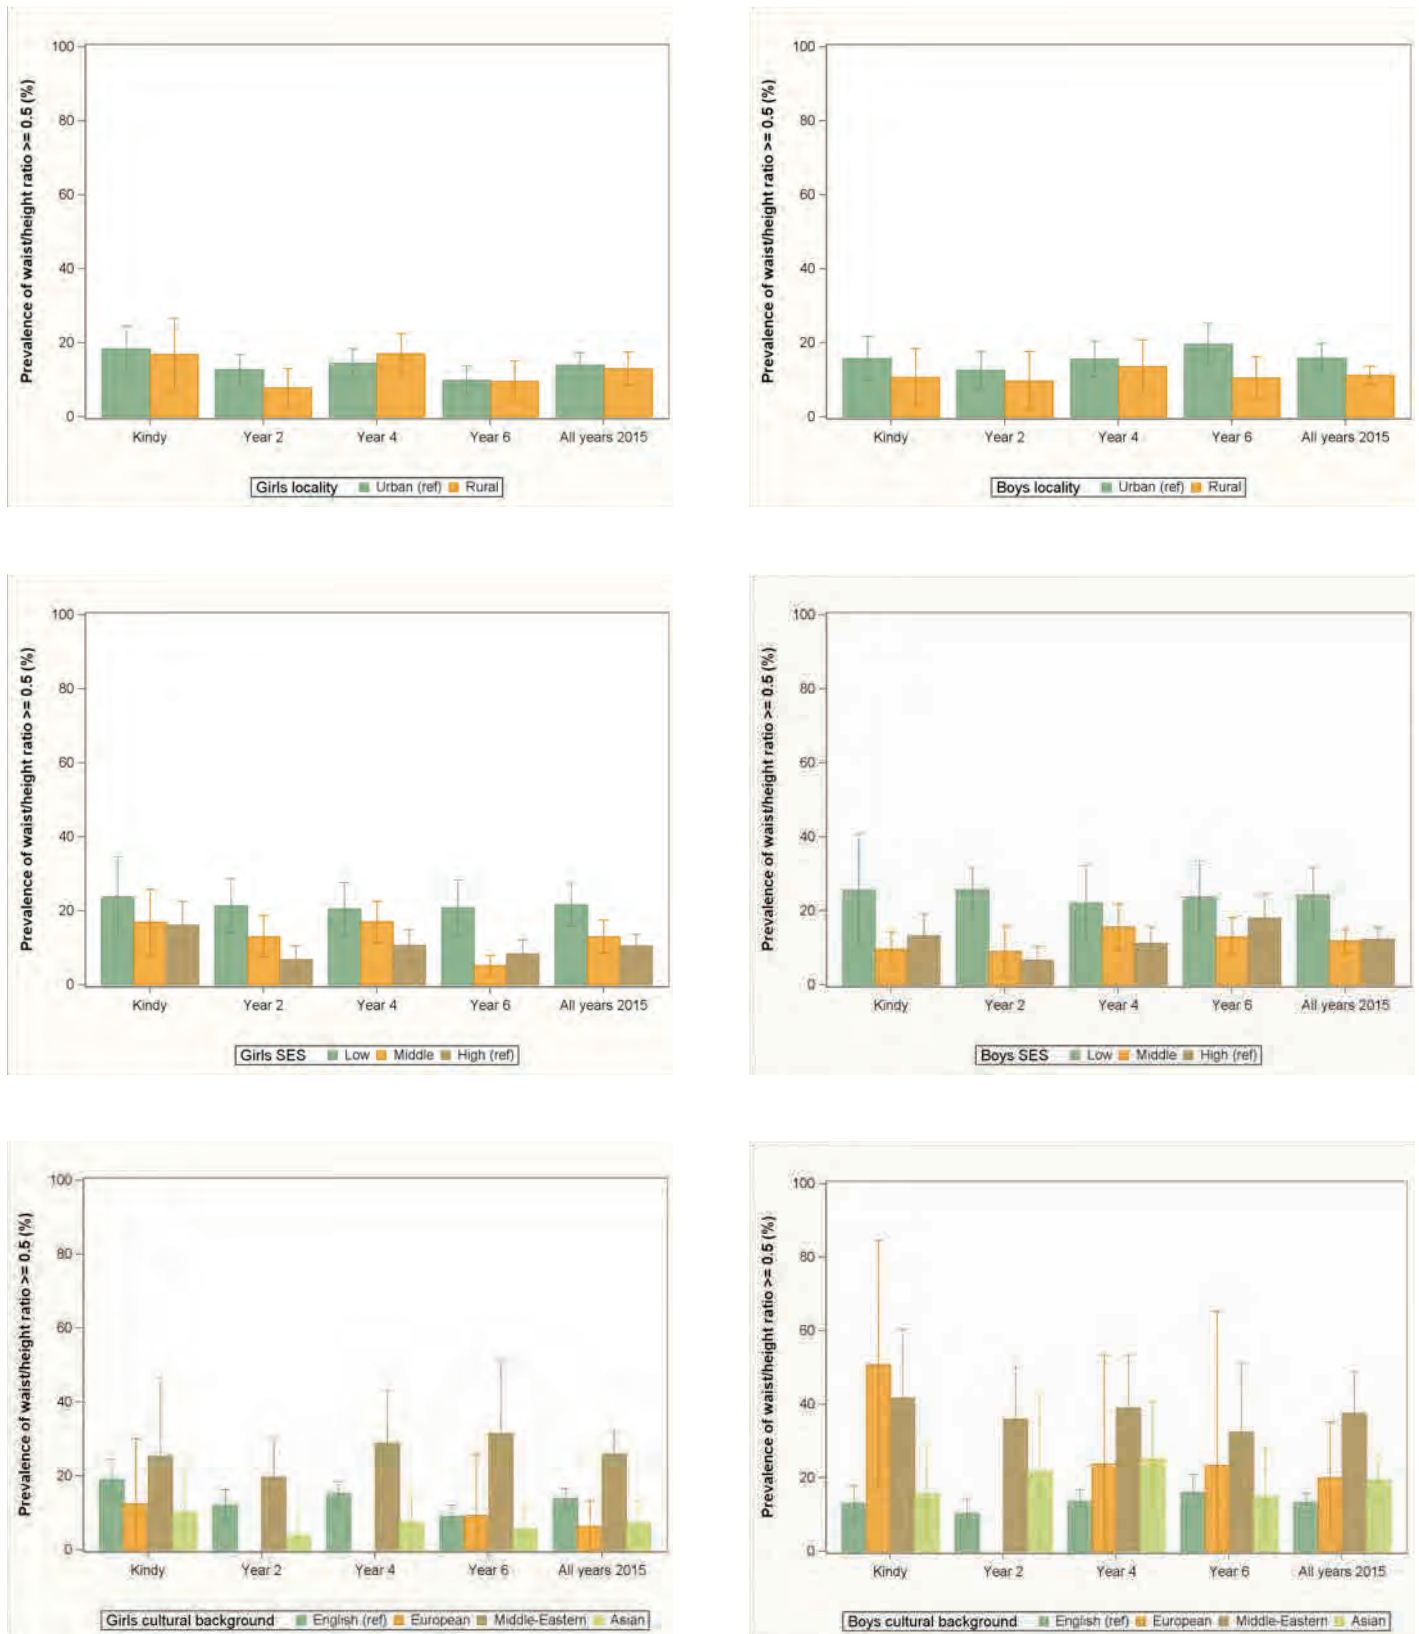 Prevalence of waist/height ratio >= 0.5 (%)
100
80
60
40
20
0
Kindy Year 2 Year 4 Year 6 All years 2015
Girls locality Urban (ref) Rural
Prevalence of waist/height ratio >= 0.5 (%)
100
80
60
40
20
0
Kindy Year 2 Year 4 Year 6 All years 2015
Boys locality Urban (ref) Rural
Prevalence of waist/height ratio >= 0.5 (%)
100
80
60
40
20
0
Kindy Year 2 Year 4 Year 6 All years 2015
Girls SES Low Middle High (ref)
Prevalence of waist/height ratio >= 0.5 (%)
100
80
60
40
20
0
Kindy Year 2 Year 4 Year 6 All years 2015
Boys SES Low Middle High (ref)
Prevalence of waist/height ratio >= 0.5 (%)
100
80
60
40
20
0
Kindy Year 2 Year 4 Year 6 All years 2015
Girls cultural background English (ref) European Middle-Eastern Asian
Prevalence of waist/height ratio >= 0.5 (%)
100
80
60
40
20
0
Kindy Year 2 Year 4 Year 6 All years 2015
Boys cultural background English (ref) European Middle-Eastern Asian